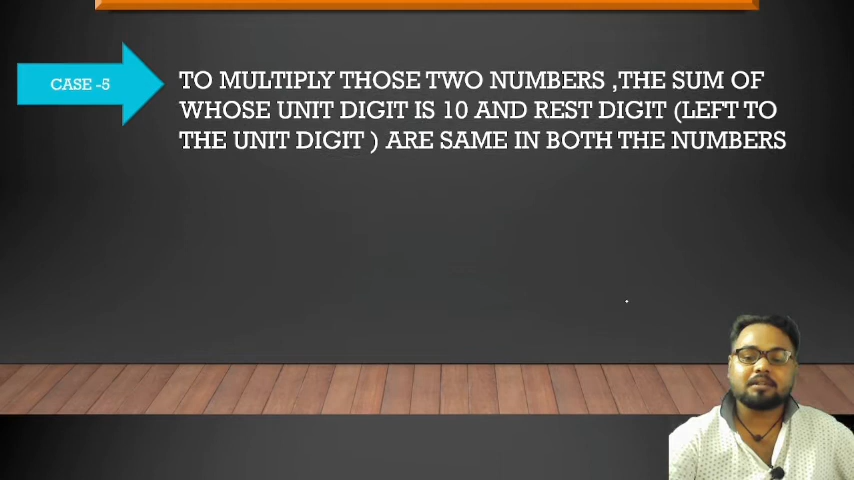 CASE -5
TO MULTIPLY THOSE TWO NUMBERS ,THE SUM OF
WHOSE UNIT DIGIT IS 10 AND REST DIGIT (LEFT TO
THE UNIT DIGIT ) ARE SAME IN BOTH THE NUMBERS